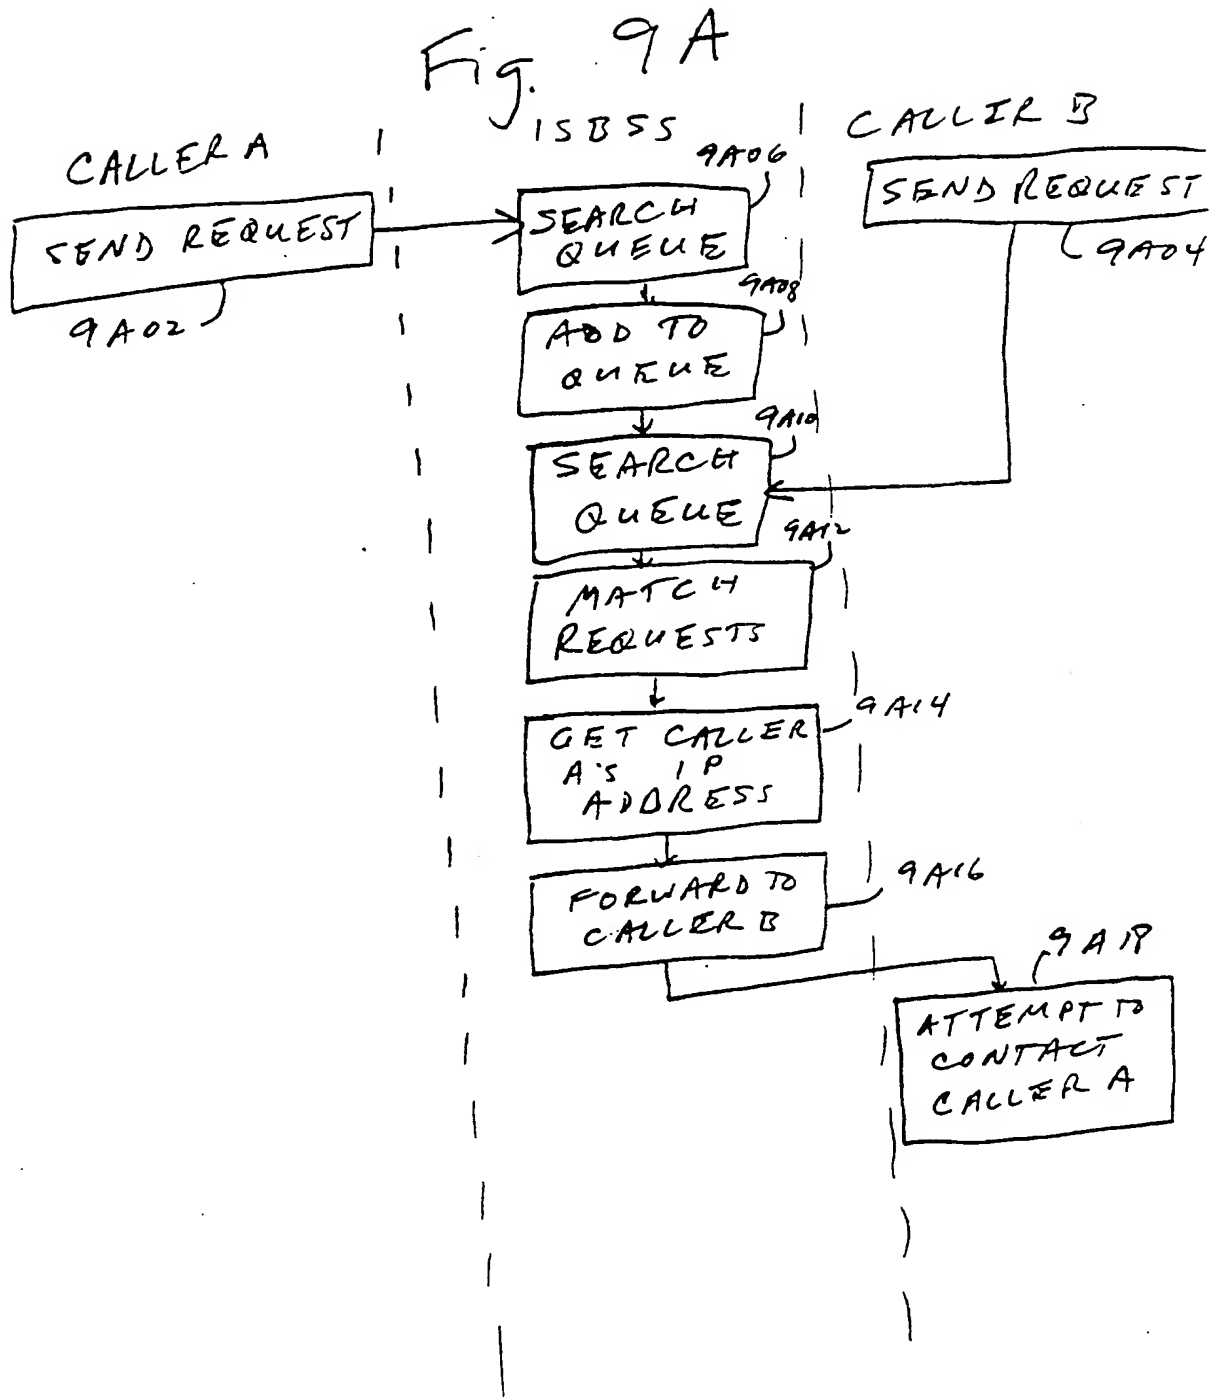 Fig. 9A
CALLER A
ISBSS
CALLER B
SEND REQUEST
9A02
9A06
SEARCH
QUEUE
SEND REQUEST
9A04
9A08
ADD TO
QUEUE
9A10
SEARCH
QUEUE
9A12
MATCH
REQUESTS
9A14
GET CALLER
A'S IP
ADDRESS
9A16
FORWARD TO
CALLER B
9A18
ATTEMPT TO
CONTACT
CALLER A